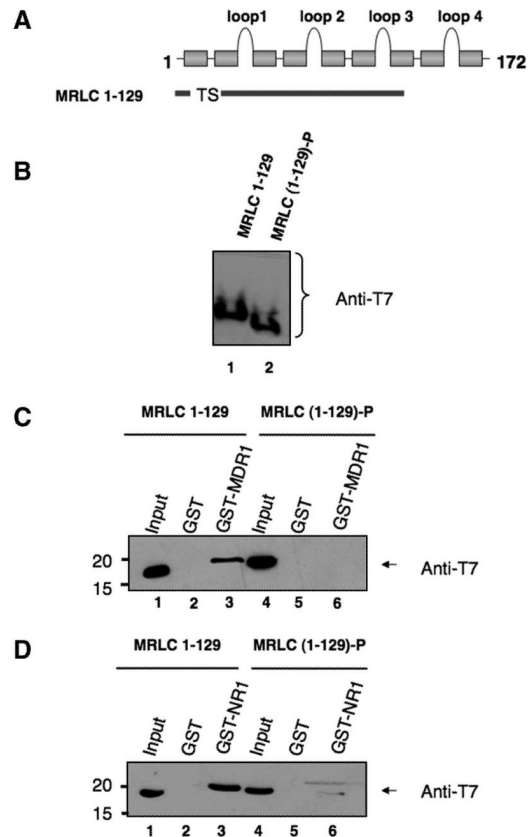 A
loop1 loop 2 loop 3 loop 4
1 172
MRLC 1-129 TS
B
MRLC 1-129
MRLC (1-129)-P
Anti-T7
1 2
C
MRLC 1-129 MRLC (1-129)-P
Input GST GST-MDR1 Input GST GST-MDR1
20
15
Anti-T7
1 2 3 4 5 6
D
MRLC 1-129 MRLC (1-129)-P
Input GST GST-NR1 Input GST GST-NR1
20
15
Anti-T7
1 2 3 4 5 6